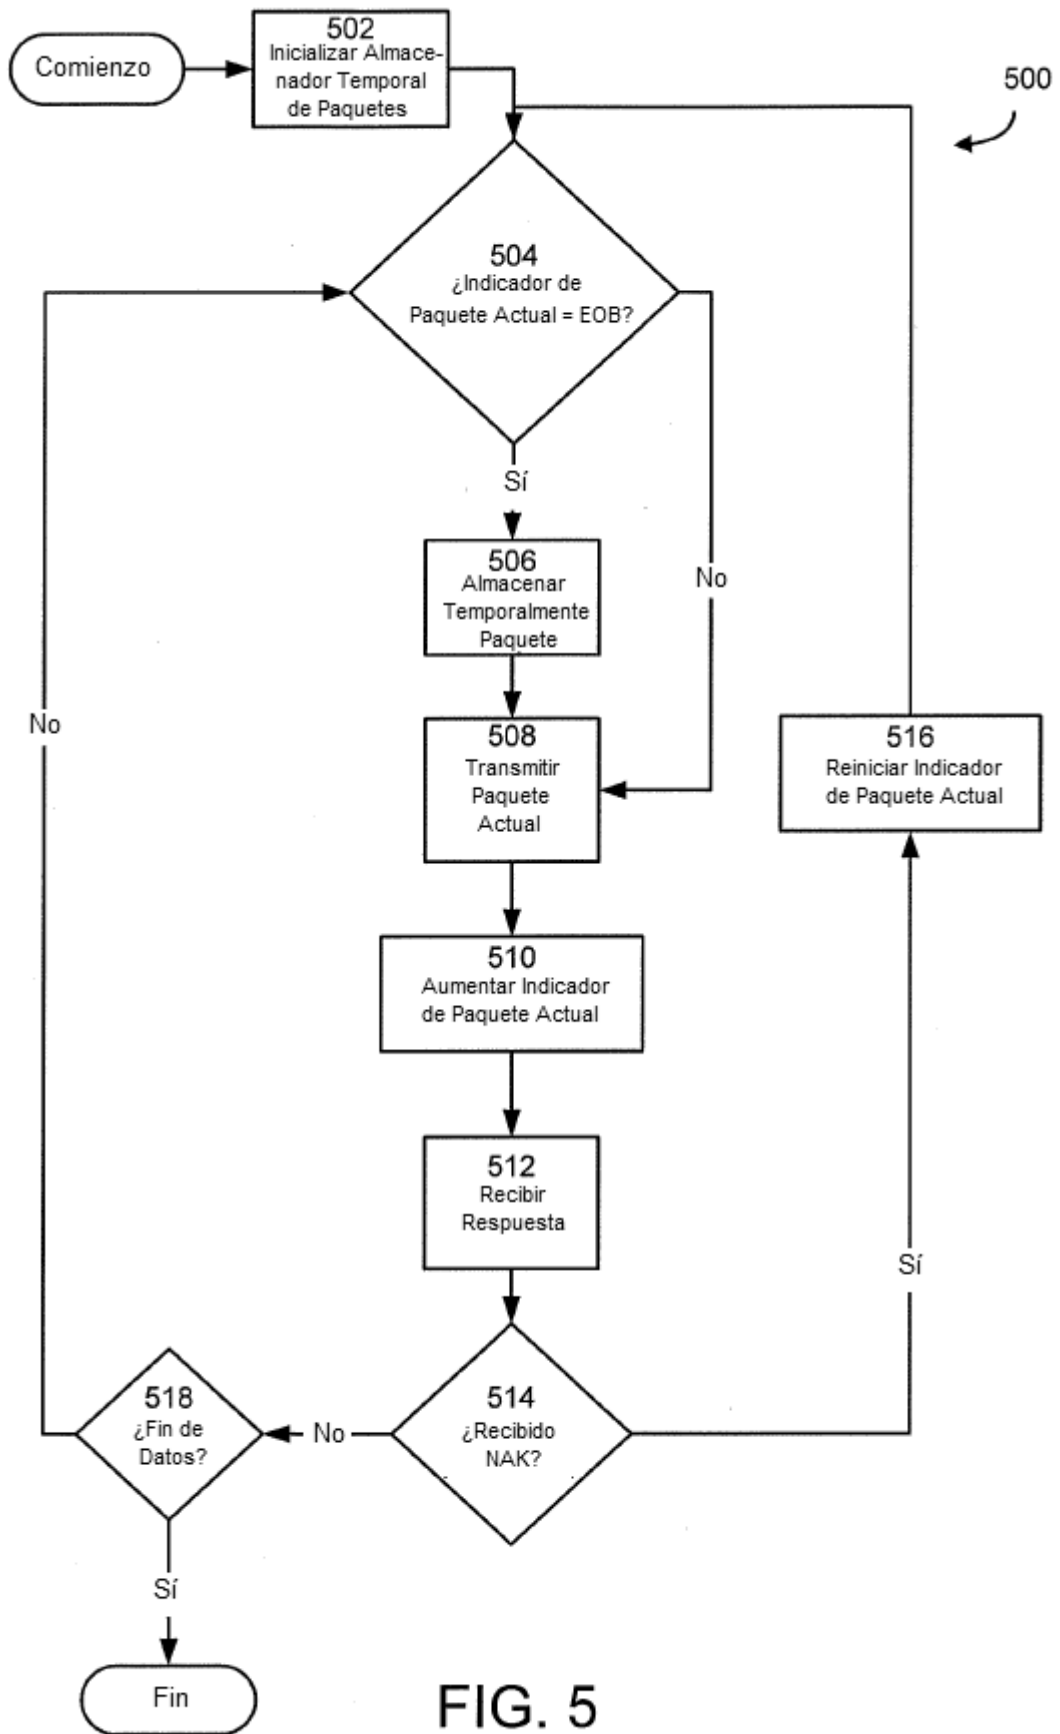 Comienzo
502
Inicializar Almace-
nador Temporal
de Paquetes
500
504
¿Indicador de
Paquete Actual = EOB?
Sí
No
506
Almacenar
Temporalmente
Paquete
508
Transmitir
Paquete
Actual
No
516
Reiniciar Indicador
de Paquete Actual
510
Aumentar Indicador
de Paquete Actual
512
Recibir
Respuesta
Sí
514
¿Recibido
NAK?
No
518
¿Fin de
Datos?
Sí
Fin
FIG. 5